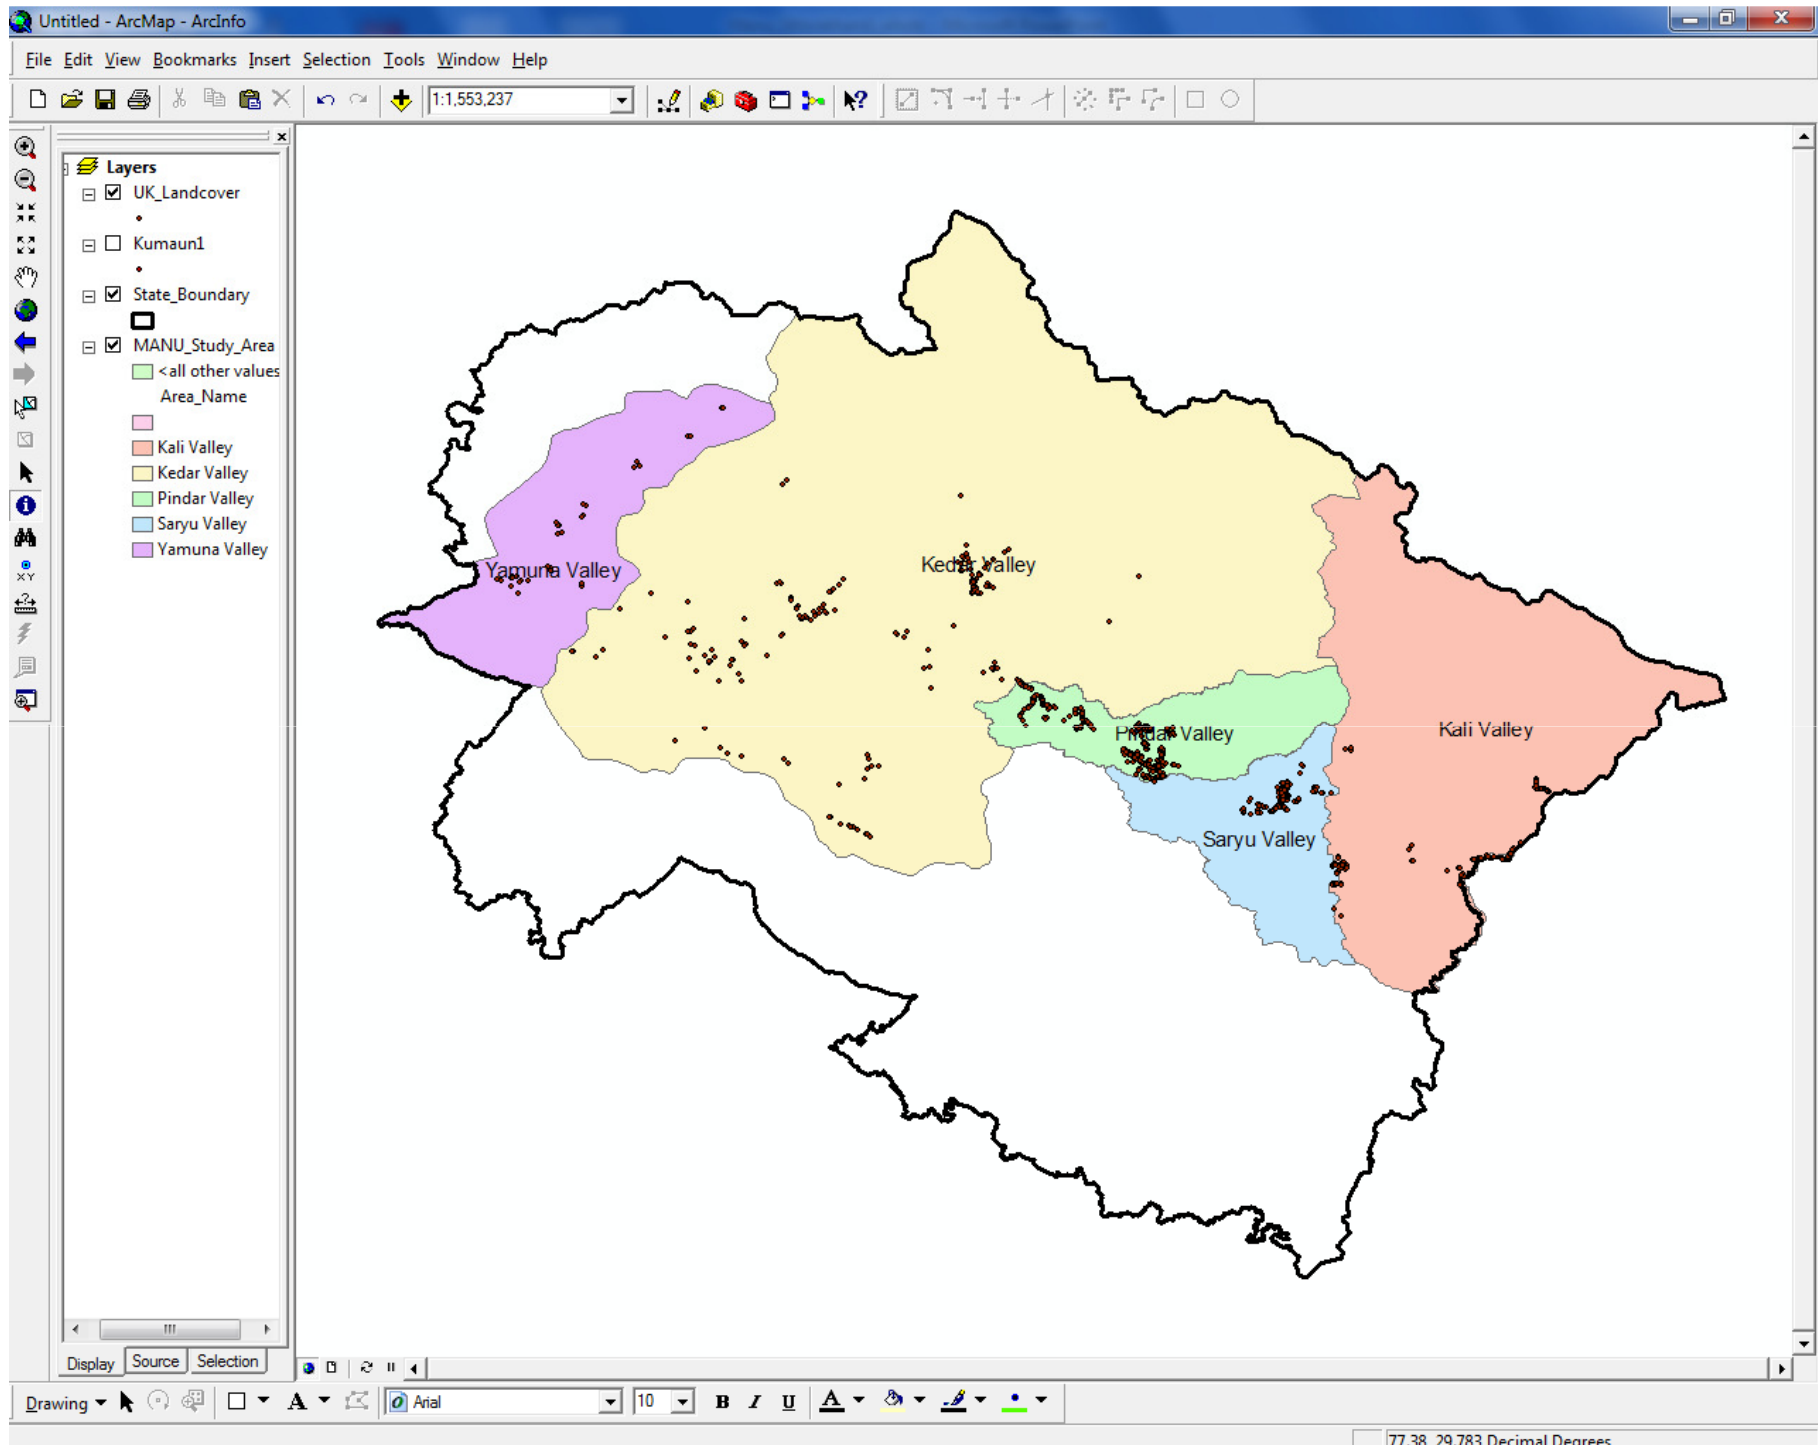 Untitled - ArcMap - ArcInfo
File Edit View Bookmarks Insert Selection Tools Window Help
1:1,553,237
Layers
UK_Landcover
Kumaun1
State_Boundary
MANU_Study_Area
<all other values
Area_Name
Kali Valley
Kedar Valley
Pindar Valley
Saryu Valley
Yamuna Valley
Kedar Valley
Yamuna Valley
Pindar Valley
Kali Valley
Saryu Valley
Display Source Selection
Drawing A Arial 10 B I U A
77.38 29.783 Decimal Degrees